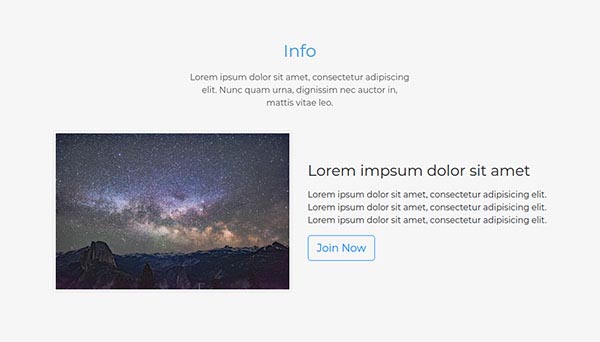 Info
Lorem ipsum dolor sit amet, consectetur adipiscing
elit. Nunc quam urna, dignissim nec auctor in,
mattis vitae leo.
Lorem impsum dolor sit amet
Lorem ipsum dolor sit amet, consectetur adipisicing elit.
Lorem ipsum dolor sit amet, consectetur adipisicing elit.
Lorem ipsum dolor sit amet, consectetur adipisicing elit.
Join Now